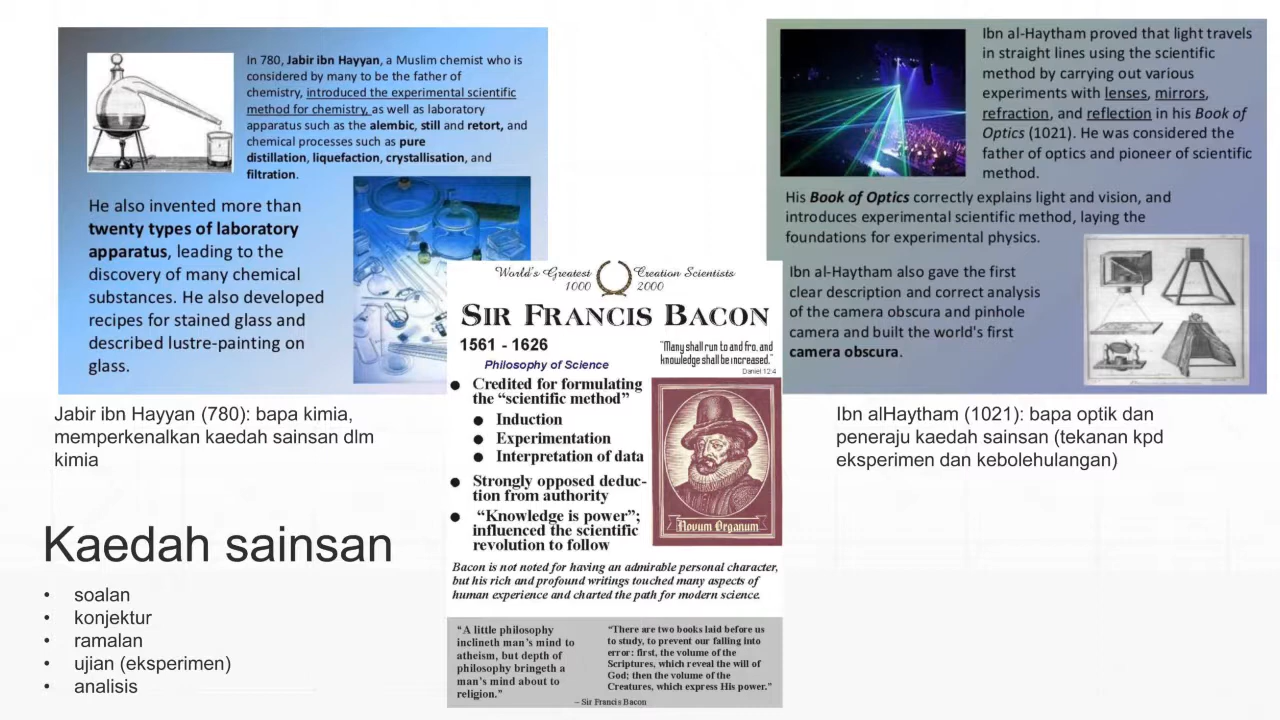 In 780, Jabir ibn Hayyan, a Muslim chemist who is
considered by many to be the father of
chemistry, introduced the experimental scientific
method for chemistry, as well as laboratory
apparatus such as the alembic, still and retort, and
chemical processes such as pure
distillation, liquefaction, crystallisation, and
filtration.
He also invented more than
twenty types of laboratory
apparatus, leading to the
discovery of many chemical
substances. He also developed
recipes for stained glass and
described lustre-painting on
glass.
Jabir ibn Hayyan (780): bapa kimia,
memperkenalkan kaedah sainsan dlm
kimia
Kaedah sainsan
• soalan
• konjektur
• ramalan
• ujian (eksperimen)
• analisis
World's Greatest Creation Scientists
1000 2000
SIR FRANCIS BACON
1561 - 1626
Philosophy of Science
"Many shall run to and fro, and
knowledge shall be increased."
Daniel 12:4
● Credited for formulating
the “scientific method”
● Induction
● Experimentation
● Interpretation of data
● Strongly opposed deduc-
tion from authority
● “Knowledge is power”;
influenced the scientific
revolution to follow
Novum Organum
Bacon is not noted for having an admirable personal character,
but his rich and profound writings touched many aspects of
human experience and charted the path for modern science.
“A little philosophy
inclineth man's mind to
atheism, but depth of
philosophy bringeth a
man's mind about to
religion.”
“There are two books laid before us
to study, to prevent our falling into
error: first, the volume of the
Scriptures, which reveal the will of
God; then the volume of the
Creatures, which express His power.”
– Sir Francis Bacon
Ibn al-Haytham proved that light travels
in straight lines using the scientific
method by carrying out various
experiments with lenses, mirrors,
refraction, and reflection in his Book of
Optics (1021). He was considered the
father of optics and pioneer of scientific
method.
His Book of Optics correctly explains light and vision, and
introduces experimental scientific method, laying the
foundations for experimental physics.
Ibn al-Haytham also gave the first
clear description and correct analysis
of the camera obscura and pinhole
camera and built the world's first
camera obscura.
Ibn alHaytham (1021): bapa optik dan
peneraju kaedah sainsan (tekanan kpd
eksperimen dan kebolehulangan)